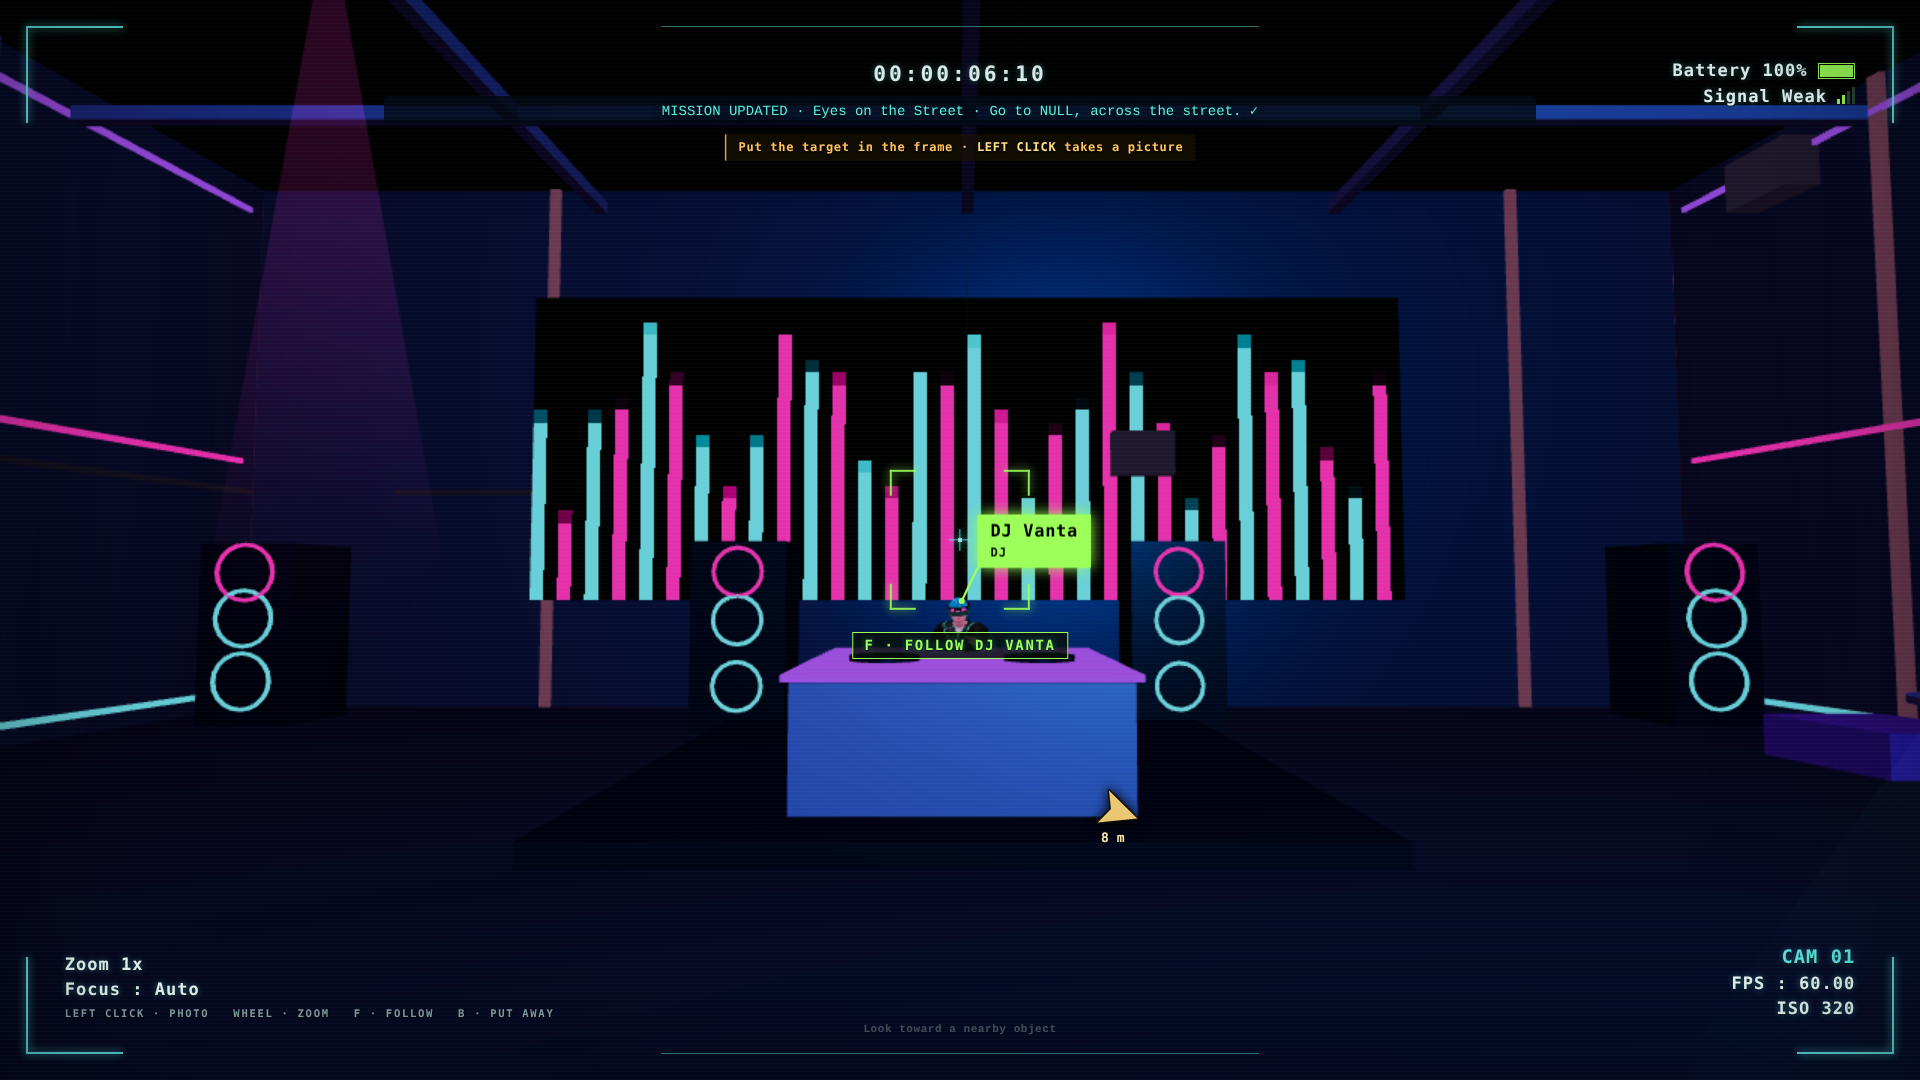 00:00:06:10
Battery 100%
Signal Weak
MISSION UPDATED · Eyes on the Street · Go to NULL, across the street. ✓
Put the target in the frame · LEFT CLICK takes a picture
DJ Vanta
DJ
F · FOLLOW DJ VANTA
8 m
Zoom 1x
Focus : Auto
LEFT CLICK · PHOTO WHEEL · ZOOM F · FOLLOW B · PUT AWAY
CAM 01
FPS : 60.00
ISO 320
Look toward a nearby object